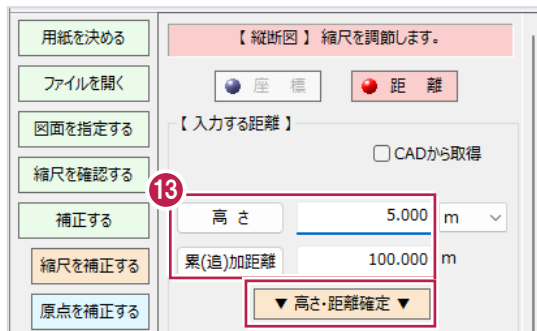 用紙を決める
ファイルを開く
図面を指定する
縮尺を確認する
補正する
縮尺を補正する
原点を補正する
【 縦断図 】 縮尺を調節します。
座 標
距 離
【 入力する距離 】
CADから取得
13
高 さ 5.000 m
累(追)加距離 100.000 m
▼ 高さ・距離確定 ▼